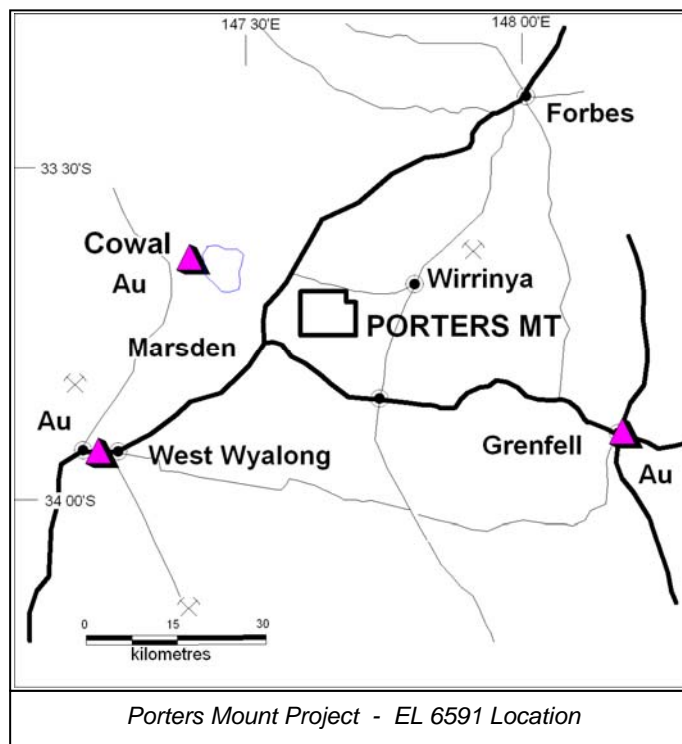 147 30'E
148 00'E
Forbes
33 30'S
Cowal
Au
Wirrinya
PORTERS MT
Marsden
Au
West Wyalong
Grenfell
Au
34 00'S
0 15 30
kilometres
Porters Mount Project - EL 6591 Location